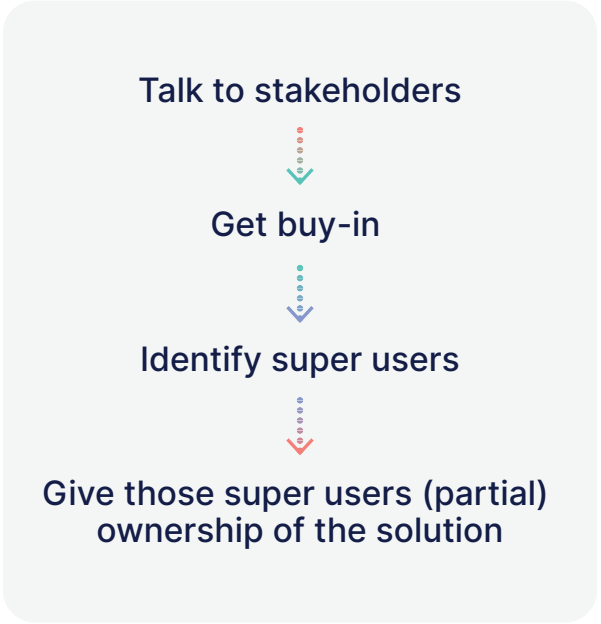 Talk to stakeholders
Get buy-in
Identify super users
Give those super users (partial)
ownership of the solution